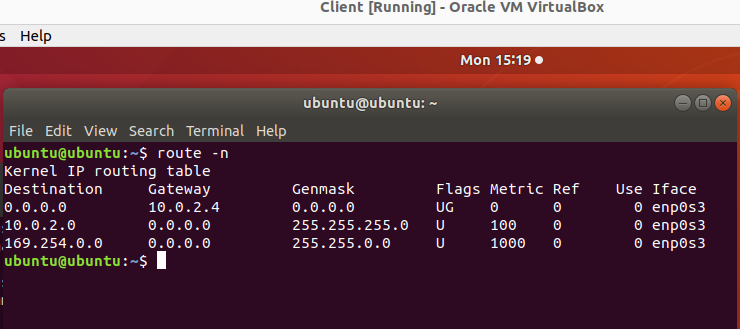 Client [Running] - Oracle VM VirtualBox
s Help
Mon 15:19
ubuntu@ubuntu: ~
File Edit View Search Terminal Help
ubuntu@ubuntu:~$ route -n
Kernel IP routing table
Destination     Gateway         Genmask         Flags Metric Ref    Use Iface
0.0.0.0         10.0.2.4        0.0.0.0         UG    0      0        0 enp0s3
10.0.2.0        0.0.0.0         255.255.255.0   U     100    0        0 enp0s3
169.254.0.0     0.0.0.0         255.255.0.0     U     1000   0        0 enp0s3
ubuntu@ubuntu:~$